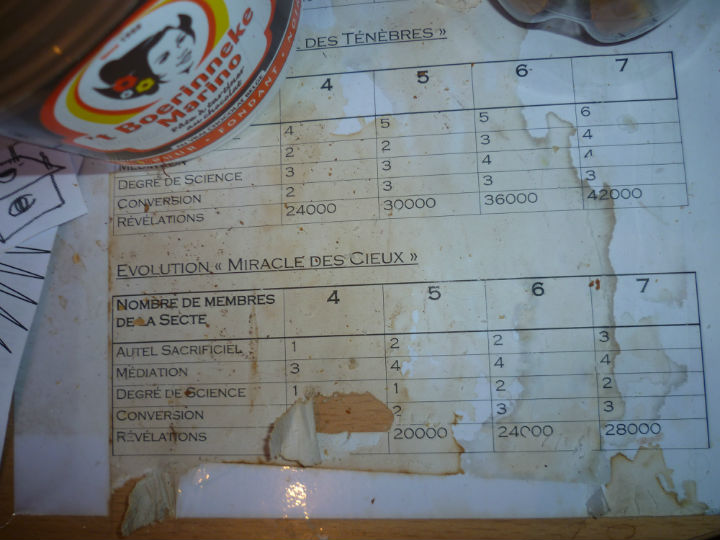 DES TÉNÈBRES »
4 5 6 7
4 5 5 6
2 2 3 4
DEGRÉ DE SCIENCE 3 3 4 4
CONVERSION 2 3 3 3
RÉVÉLATIONS 24000 30000 36000 42000
EVOLUTION « MIRACLE DES CIEUX »
NOMBRE DE MEMBRES 4 5 6 7
DE LA SECTE
AUTEL SACRIFICIEL 1 2 2 3
MÉDIATION 3 4 4 4
DEGRÉ DE SCIENCE 1 1 2 2
CONVERSION 2 3 3
RÉVÉLATIONS 20000 24000 28000
't Boerinneke
Marino
FONDANT